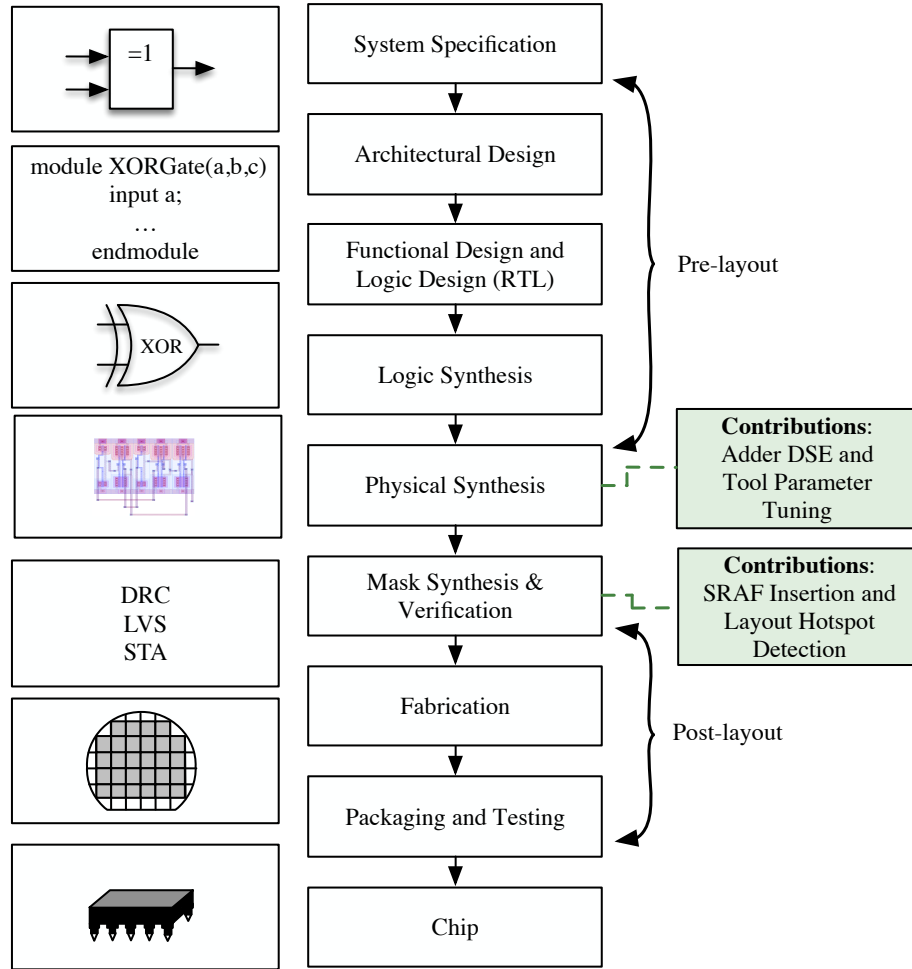 =1
module XORGate(a,b,c)
input a;
…
endmodule
XOR
DRC
LVS
STA
System Specification
Architectural Design
Functional Design and
Logic Design (RTL)
Logic Synthesis
Physical Synthesis
Mask Synthesis &
Verification
Fabrication
Packaging and Testing
Chip
Pre-layout
Contributions:
Adder DSE and
Tool Parameter
Tuning
Contributions:
SRAF Insertion and
Layout Hotspot
Detection
Post-layout